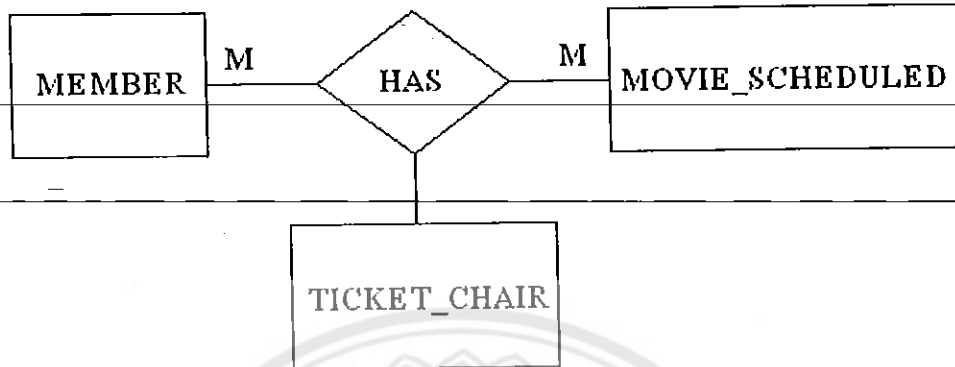 M
M
MEMBER
HAS
MOVIE_SCHEDULED
TICKET_CHAIR